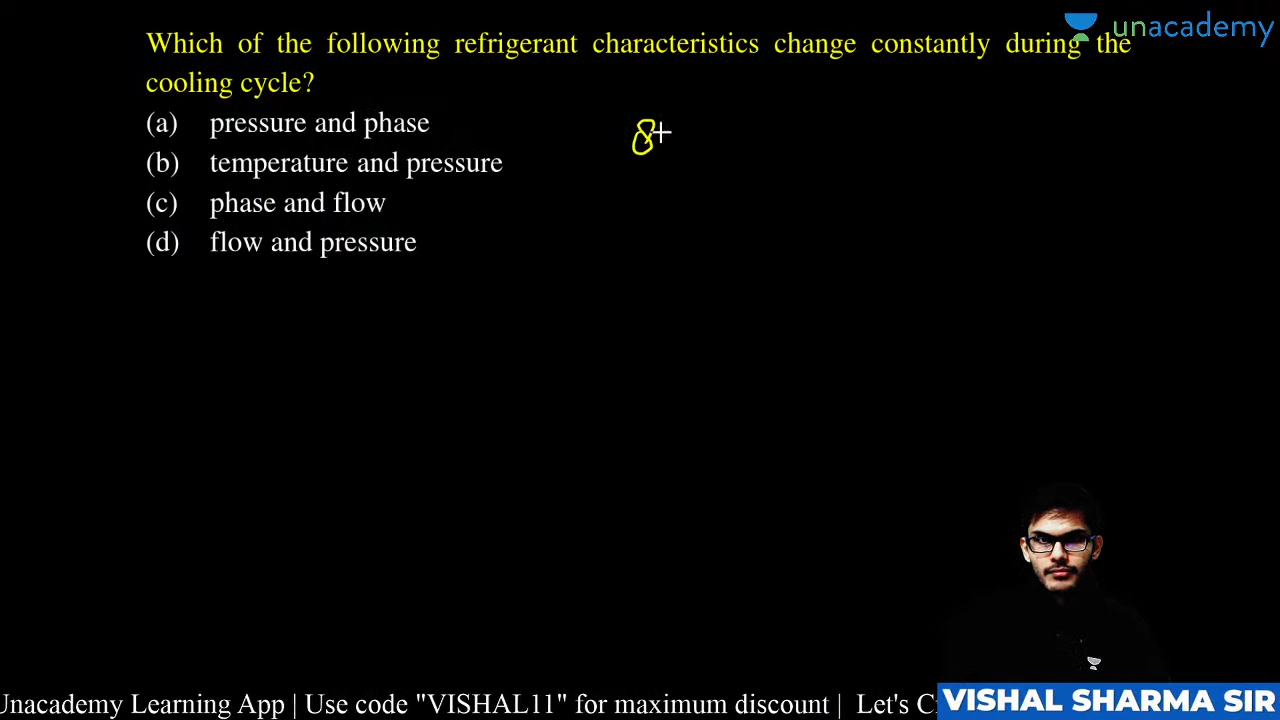 unacademy
Which of the following refrigerant characteristics change constantly during the
cooling cycle?
(a) pressure and phase
8
(b) temperature and pressure
(c) phase and flow
(d) flow and pressure
Unacademy Learning App | Use code "VISHAL11" for maximum discount | Let's C
VISHAL SHARMA SIR